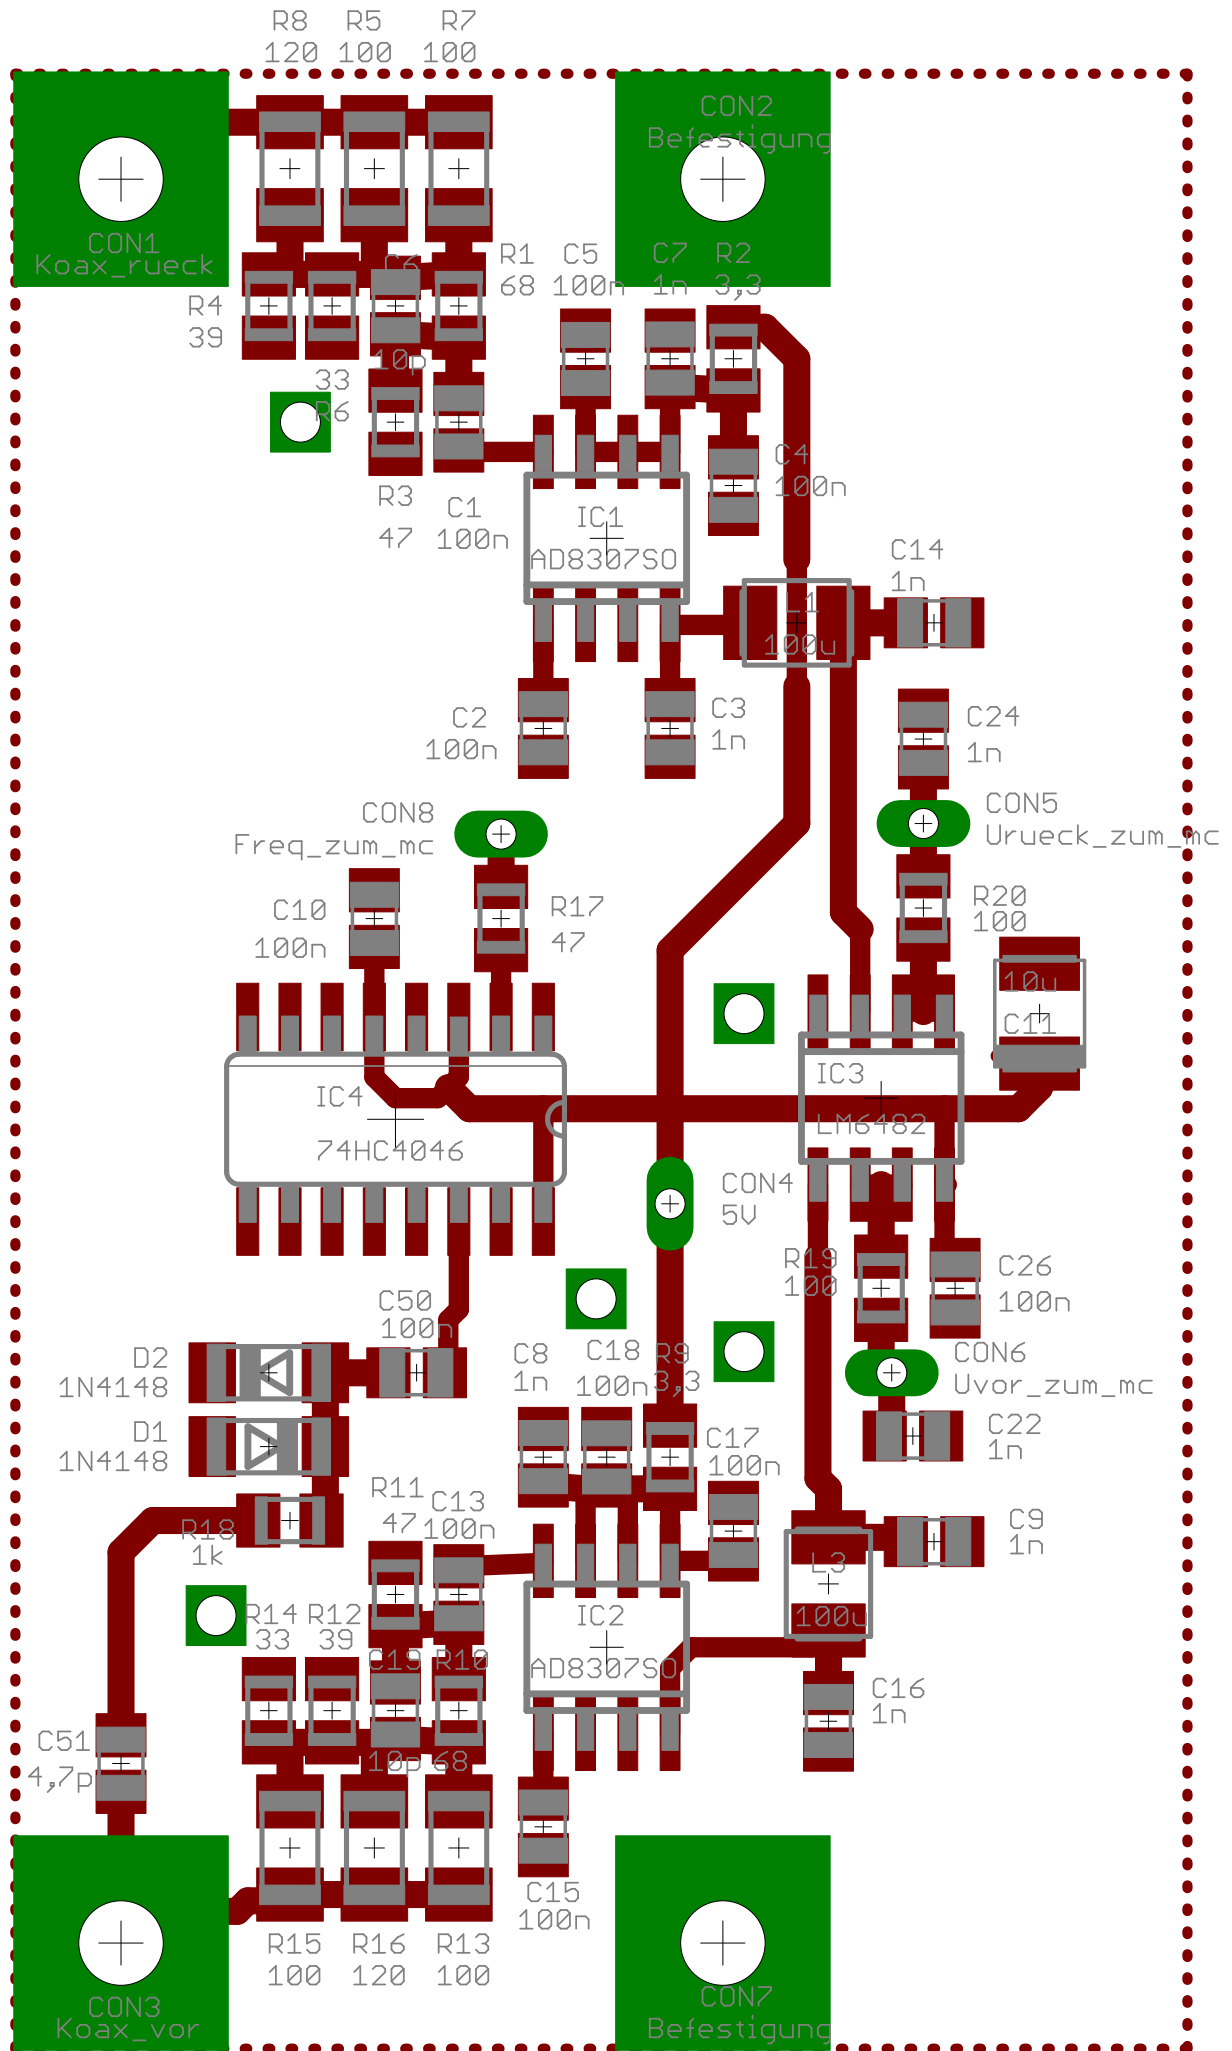 R8
120
R5
100
R7
100
CON2
Befestigung
CON1
Koax_rueck
C6
10p
R1
68
C5
100n
C7
1n
R2
3,3
R4
39
33
R6
R3
47
C1
100n
C4
100n
IC1
AD8307SO
C14
1n
L1
100u
C2
100n
C3
1n
C24
1n
CON8
Freq_zum_mc
CON5
Urueck_zum_mc
C10
100n
R17
47
R20
100
10u
C11
IC4
74HC4046
IC3
LM6482
CON4
5V
R19
100
C26
100n
C50
100n
D2
1N4148
C8
1n
C18
100n
R9
3,3
CON6
Uvor_zum_mc
D1
1N4148
C17
100n
C22
1n
R11
47
C13
100n
R18
1k
C9
1n
L3
100u
R14
33
R12
39
IC2
AD8307SO
C19
10p
R10
68
C16
1n
C51
4,7p
C15
100n
R15
100
R16
120
R13
100
CON3
Koax_vor
CON7
Befestigung